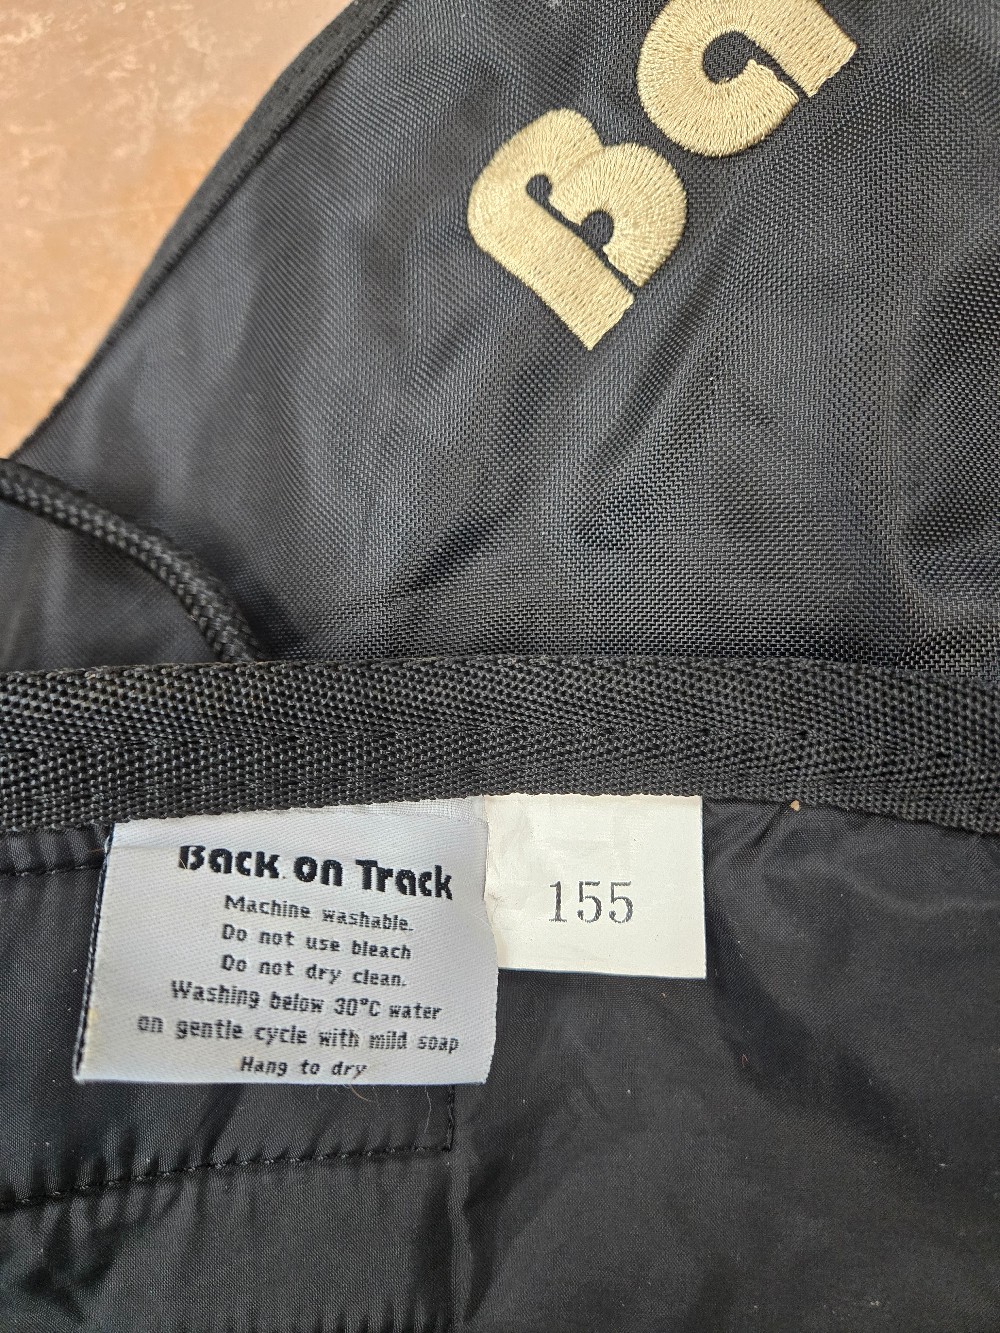 Ba
Back on Track
Machine washable.
Do not use bleach
Do not dry clean.
Washing below 30°C water
on gentle cycle with mild soap
Hang to dry
155